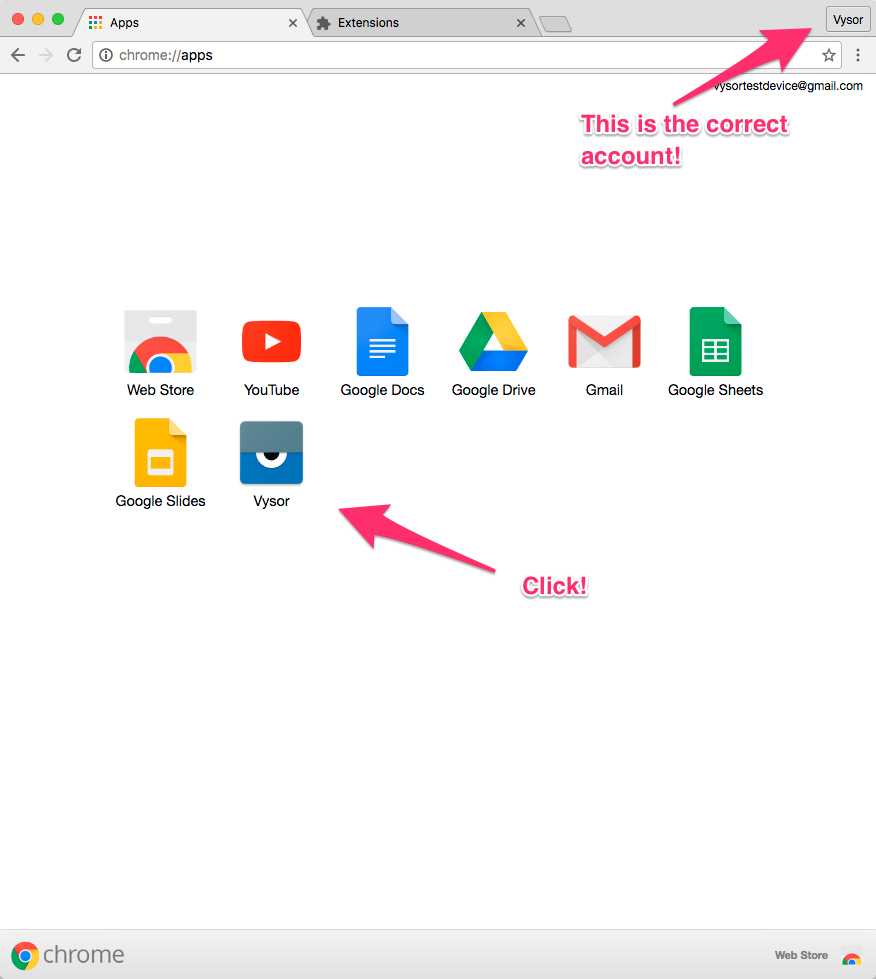 Apps
Extensions
Vysor
chrome://apps
vysortestdevice@gmail.com
This is the correct
account!
Web Store
YouTube
Google Docs
Google Drive
Gmail
Google Sheets
Google Slides
Vysor
Click!
chrome
Web Store